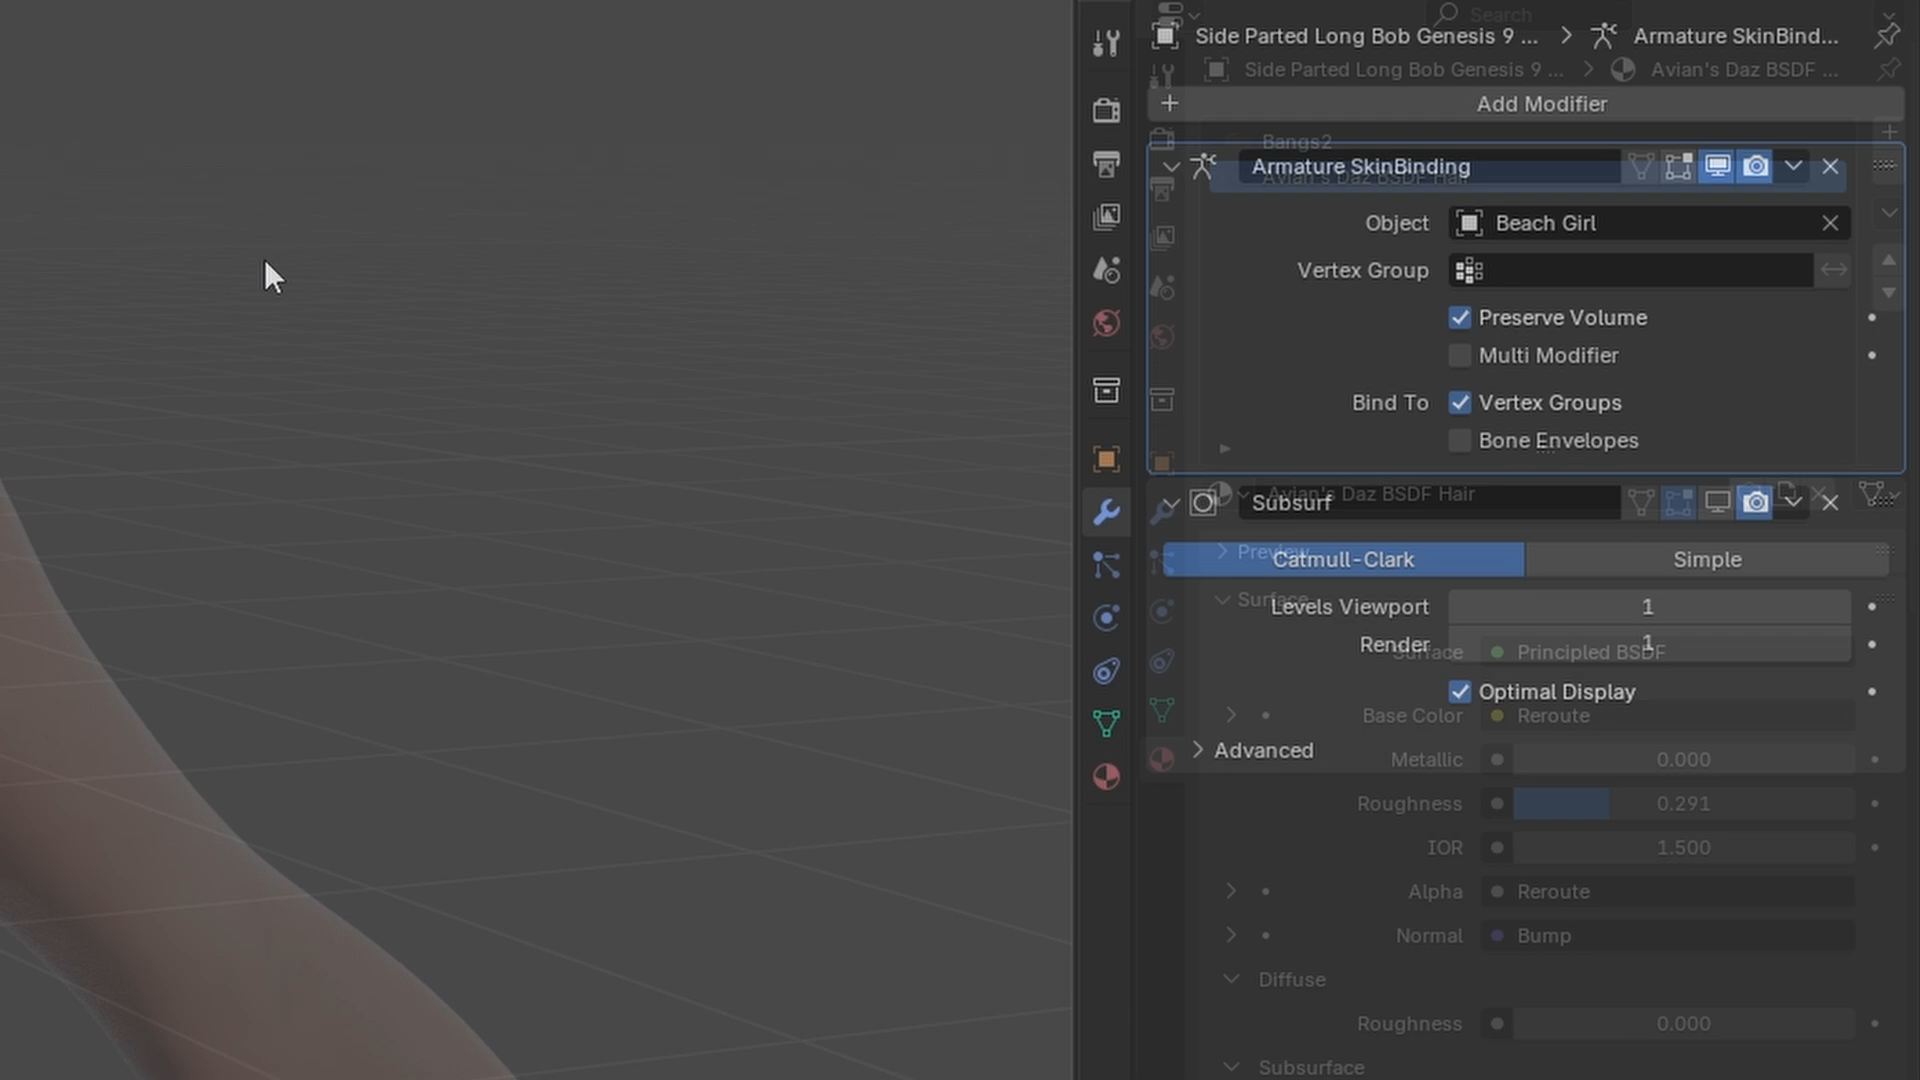 Search
Side Parted Long Bob Genesis 9 ... Armature SkinBind...
Side Parted Long Bob Genesis 9 ... Avian's Daz BSDF ...
Add Modifier
Bangs2
Armature SkinBinding
Avian's Daz BSDF Hair
Object Beach Girl
Vertex Group
Preserve Volume
Multi Modifier
Bind To Vertex Groups
Bone Envelopes
Avian's Daz BSDF Hair
Subsurf
Preview
Catmull-Clark Simple
Surface
Levels Viewport 1
Render 1
Surface Principled BSDF
Optimal Display
Base Color Reroute
Advanced
Metallic 0.000
Roughness 0.291
IOR 1.500
Alpha Reroute
Normal Bump
Diffuse
Roughness 0.000
Subsurface